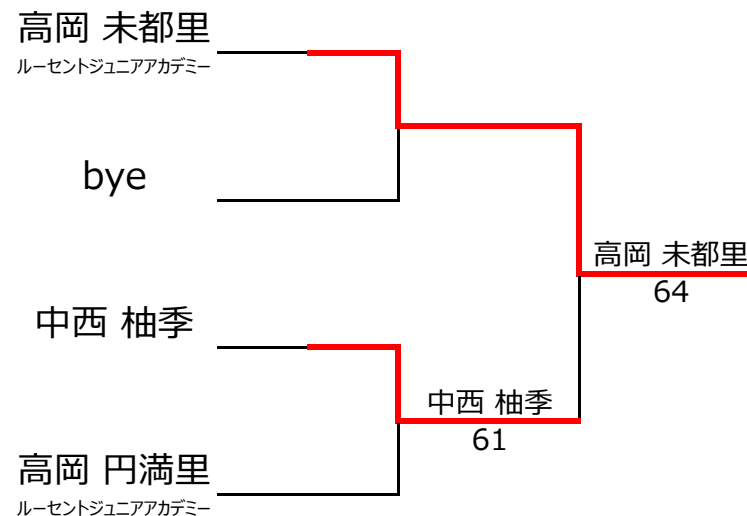 高岡 未都里
ルーセントジュニアアカデミー
bye
高岡 未都里
64
中西 柚季
中西 柚季
61
高岡 円満里
ルーセントジュニアアカデミー